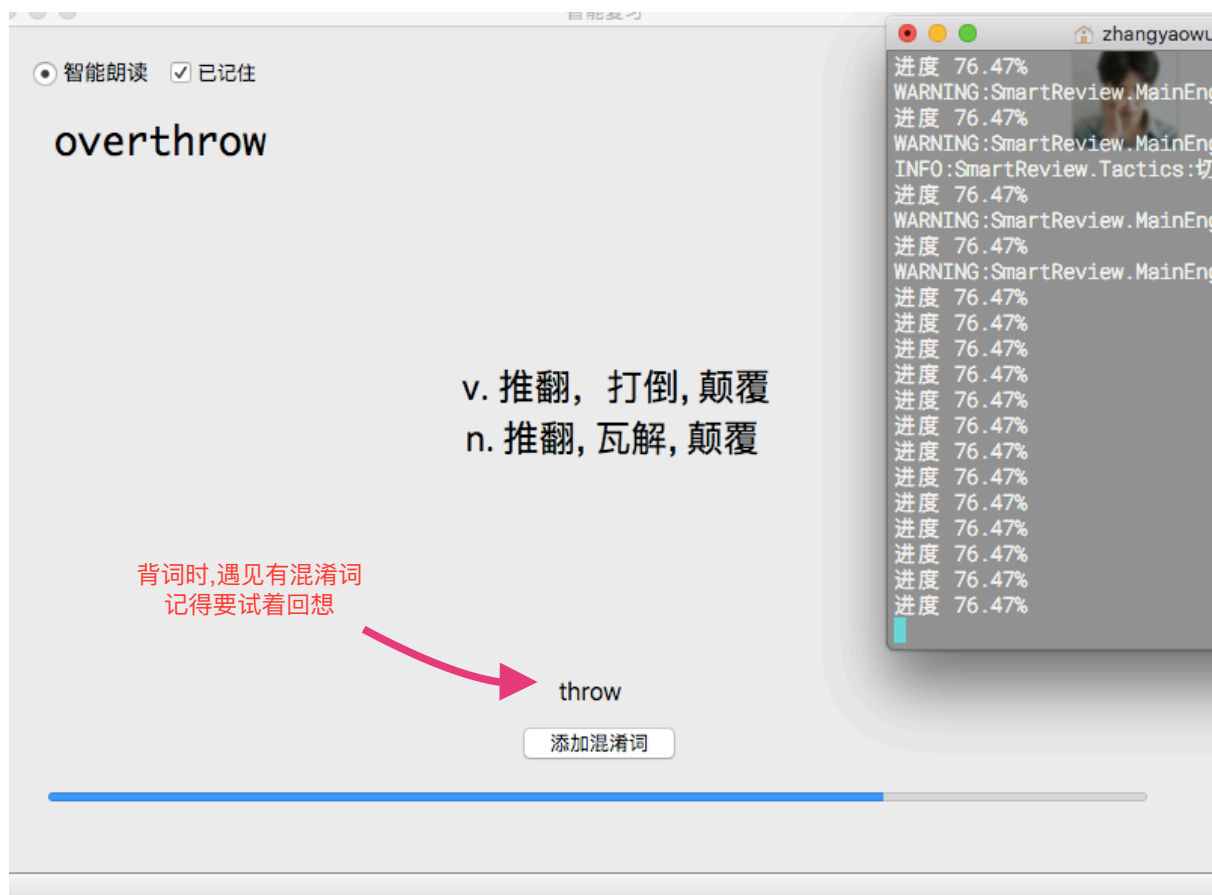 智能复习
智能朗读 已记住
overthrow
v. 推翻, 打倒, 颠覆
n. 推翻, 瓦解, 颠覆
背词时,遇见有混淆词
记得要试着回想
throw
添加混淆词
zhangyaowu
进度 76.47%
WARNING:SmartReview.MainEng
进度 76.47%
WARNING:SmartReview.MainEng
INFO:SmartReview.Tactics:切
进度 76.47%
WARNING:SmartReview.MainEng
进度 76.47%
WARNING:SmartReview.MainEng
进度 76.47%
进度 76.47%
进度 76.47%
进度 76.47%
进度 76.47%
进度 76.47%
进度 76.47%
进度 76.47%
进度 76.47%
进度 76.47%
进度 76.47%
进度 76.47%
进度 76.47%